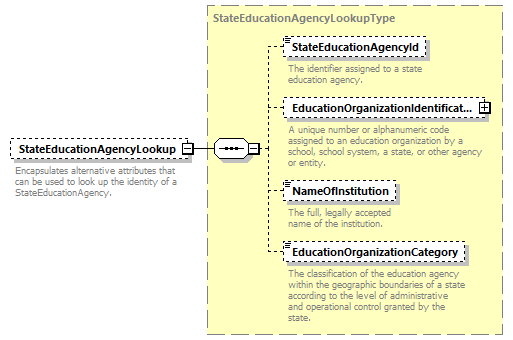 StateEducationAgencyLookupType
StateEducationAgencyId
The identifier assigned to a state
education agency.
EducationOrganizationIdentificat...
A unique number or alphanumeric code
assigned to an education organization by a
school, school system, a state, or other agency
or entity.
StateEducationAgencyLookup
Encapsulates alternative attributes that
can be used to look up the identity of a
StateEducationAgency.
NameOfInstitution
The full, legally accepted
name of the institution.
EducationOrganizationCategory
The classification of the education agency
within the geographic boundaries of a state
according to the level of administrative
and operational control granted by the
state.